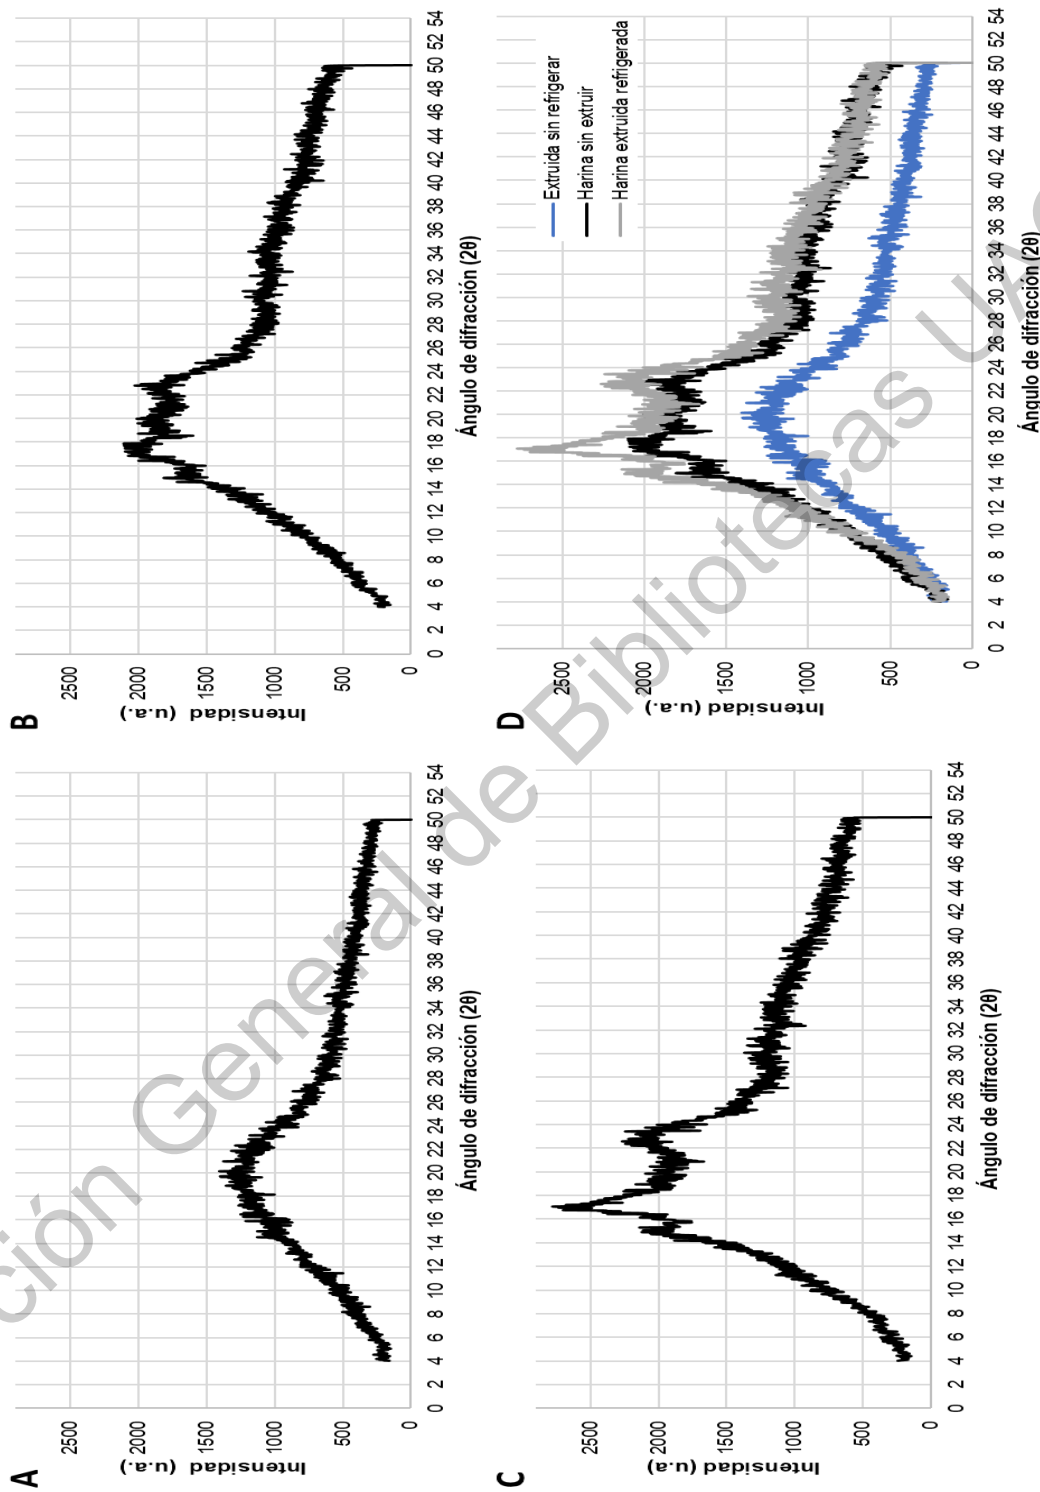 A
Intensidad (u.a.)
2500
2000
1500
1000
500
0
0 2 4 6 8 10 12 14 16 18 20 22 24 26 28 30 32 34 36 38 40 42 44 46 48 50 52 54
Ángulo de difracción (2θ)
B
Intensidad (u.a.)
2500
2000
1500
1000
500
0
0 2 4 6 8 10 12 14 16 18 20 22 24 26 28 30 32 34 36 38 40 42 44 46 48 50 52 54
Ángulo de difracción (2θ)
C
Intensidad (u.a)
2500
2000
1500
1000
500
0
0 2 4 6 8 10 12 14 16 18 20 22 24 26 28 30 32 34 36 38 40 42 44 46 48 50 52 54
Ángulo de difracción (2θ)
D
Intensidad (u.a.)
2500
2000
1500
1000
500
0
0 2 4 6 8 10 12 14 16 18 20 22 24 26 28 30 32 34 36 38 40 42 44 46 48 50 52 54
Ángulo de difracción (2θ)
Extruida sin refrigerar
Harina sin extruir
Harina extruida refrigerada
ción General de Bibliotecas UA